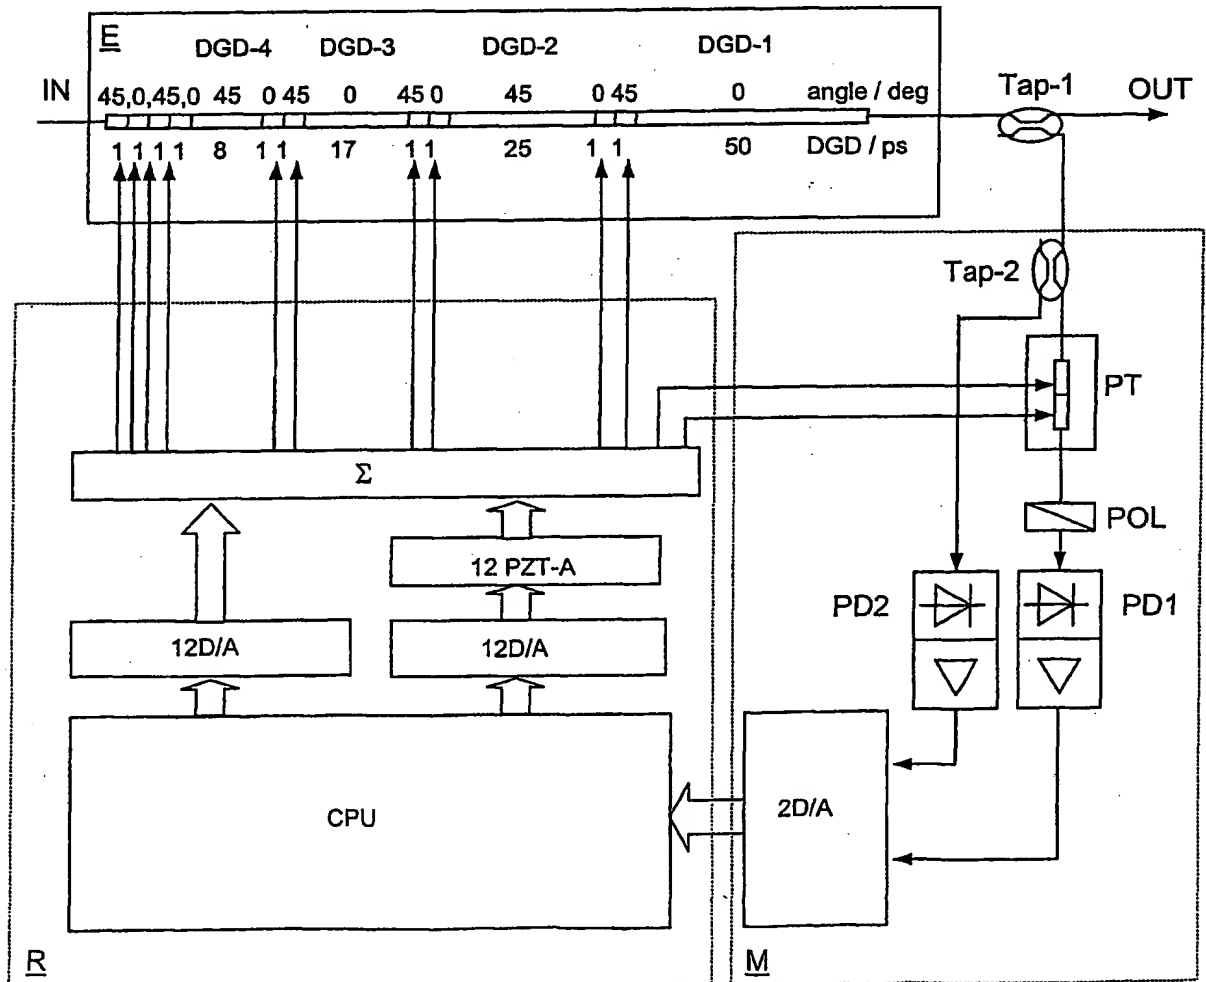 E
DGD-4 DGD-3 DGD-2 DGD-1
IN 45,0,45,0 45 0 45 0 45 0 45 0 45 0 angle / deg Tap-1 OUT
1 1 1 1 8 1 1 17 1 1 25 1 1 50 DGD / ps
Tap-2
PT
Σ
POL
12 PZT-A
PD2 PD1
12D/A 12D/A
CPU 2D/A
R M